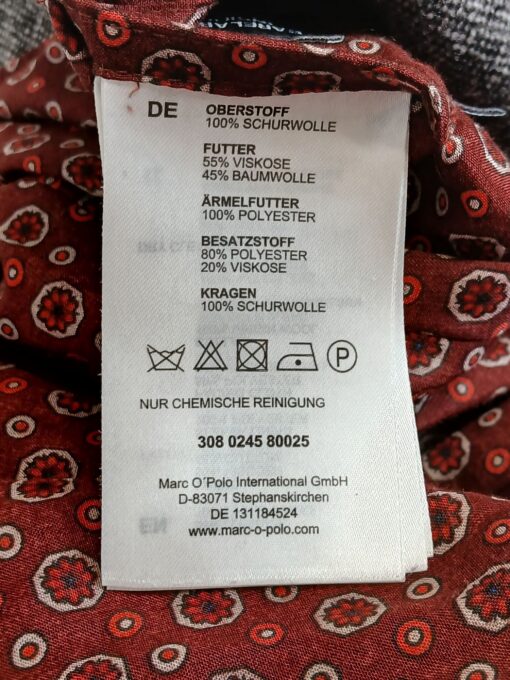 DE OBERSTOFF
100% SCHURWOLLE
FUTTER
55% VISKOSE
45% BAUMWOLLE
ÄRMELFUTTER
100% POLYESTER
BESATZSTOFF
80% POLYESTER
20% VISKOSE
KRAGEN
100% SCHURWOLLE
P
NUR CHEMISCHE REINIGUNG
308 0245 80025
Marc O´Polo International GmbH
D-83071 Stephanskirchen
DE 131184524
www.marc-o-polo.com